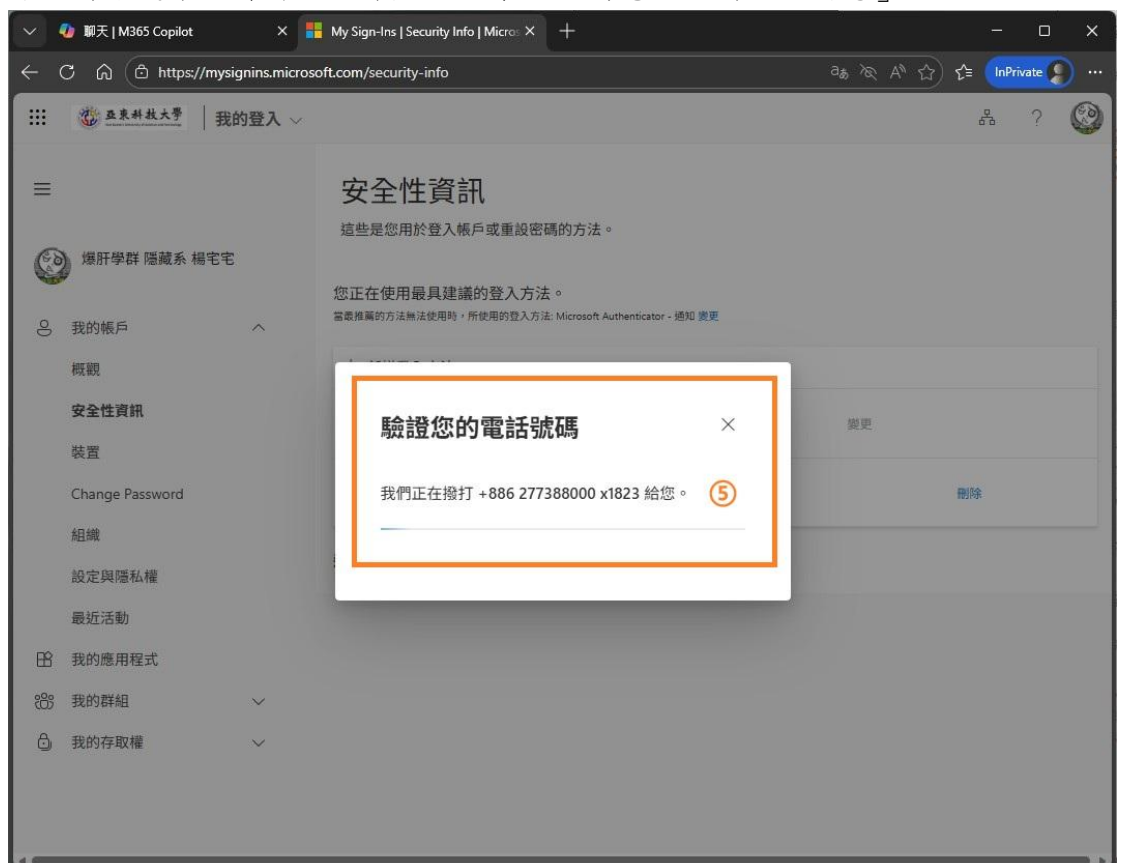 聊天 | M365 Copilot
My Sign-Ins | Security Info | Micros
https://mysignins.microsoft.com/security-info
InPrivate
亞東科技大學
我的登入
安全性資訊
這些是您用於登入帳戶或重設密碼的方法。
爆肝學群 隱藏系 楊宅宅
您正在使用最具建議的登入方法。
當最推薦的方法無法使用時，所使用的登入方法: Microsoft Authenticator - 通知 變更
我的帳戶
概觀
安全性資訊
驗證您的電話號碼
變更
裝置
我們正在撥打 +886 277388000 x1823 給您。
⑤
Change Password
刪除
組織
設定與隱私權
最近活動
我的應用程式
我的群組
我的存取權